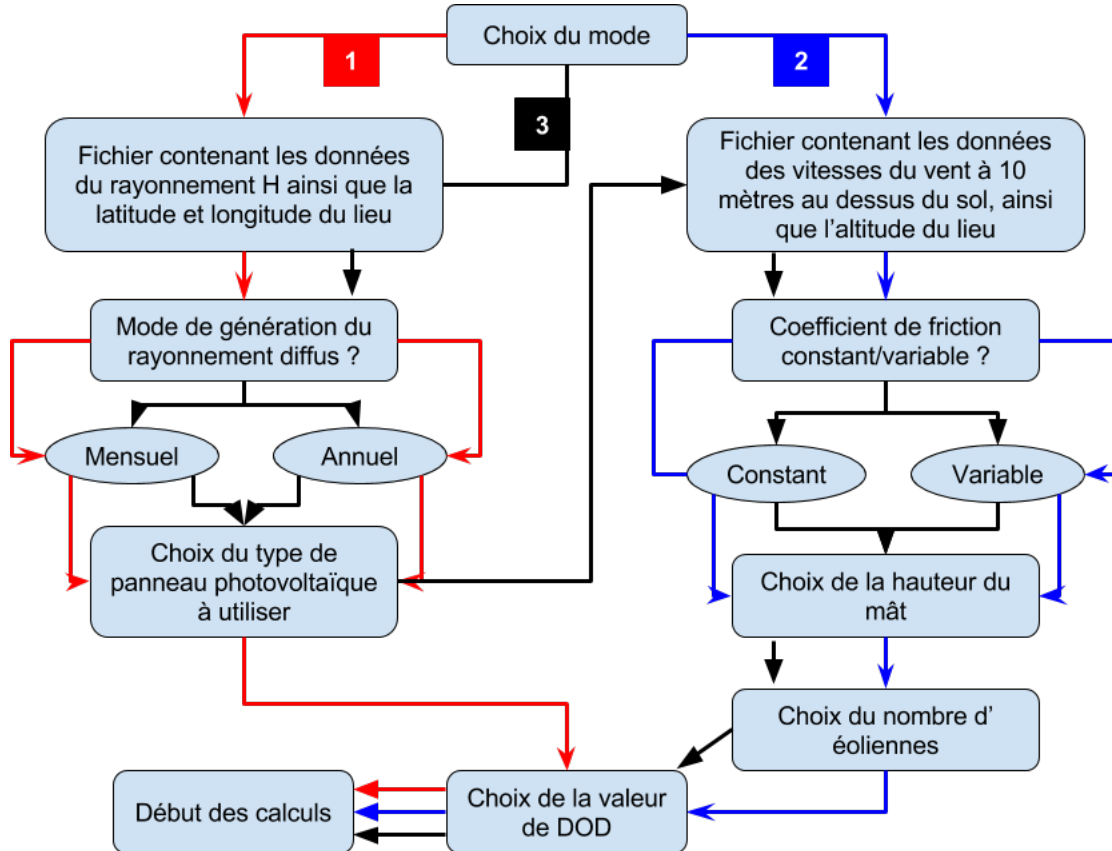 Choix du mode
1
2
3
Fichier contenant les données
du rayonnement H ainsi que la
latitude et longitude du lieu
Fichier contenant les données
des vitesses du vent à 10
mètres au dessus du sol, ainsi
que l'altitude du lieu
Mode de génération du
rayonnement diffus ?
Coefficient de friction
constant/variable ?
Mensuel
Annuel
Constant
Variable
Choix du type de
panneau photovoltaïque
à utiliser
Choix de la hauteur du
mât
Choix du nombre d'
éoliennes
Début des calculs
Choix de la valeur
de DOD